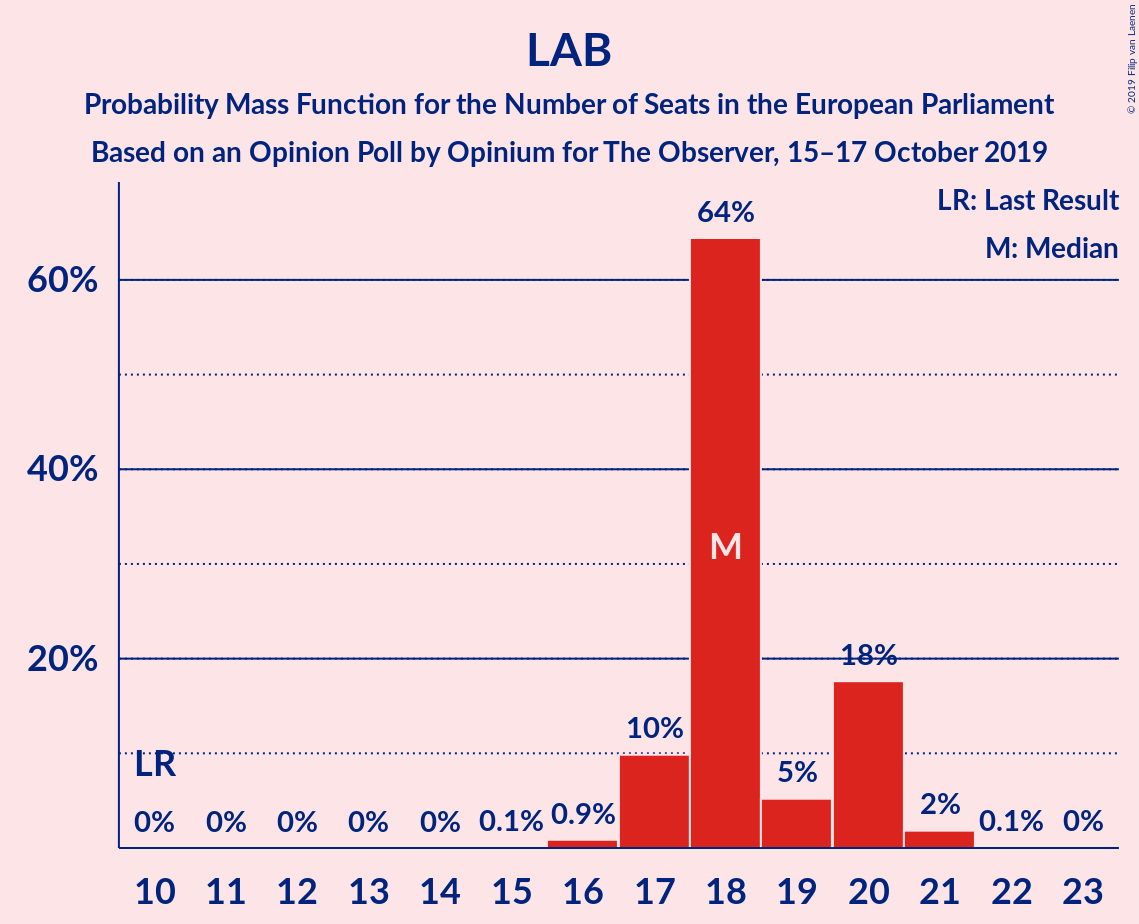 LAB
Probability Mass Function for the Number of Seats in the European Parliament
Based on an Opinion Poll by Opinium for The Observer, 15–17 October 2019
© 2019 Filip van Laenen
LR: Last Result
M: Median
64%
60%
40%
M
20%
18%
10%
LR
5%
2%
0% 0% 0% 0% 0% 0.1% 0.9% 0.1% 0%
10 11 12 13 14 15 16 17 18 19 20 21 22 23